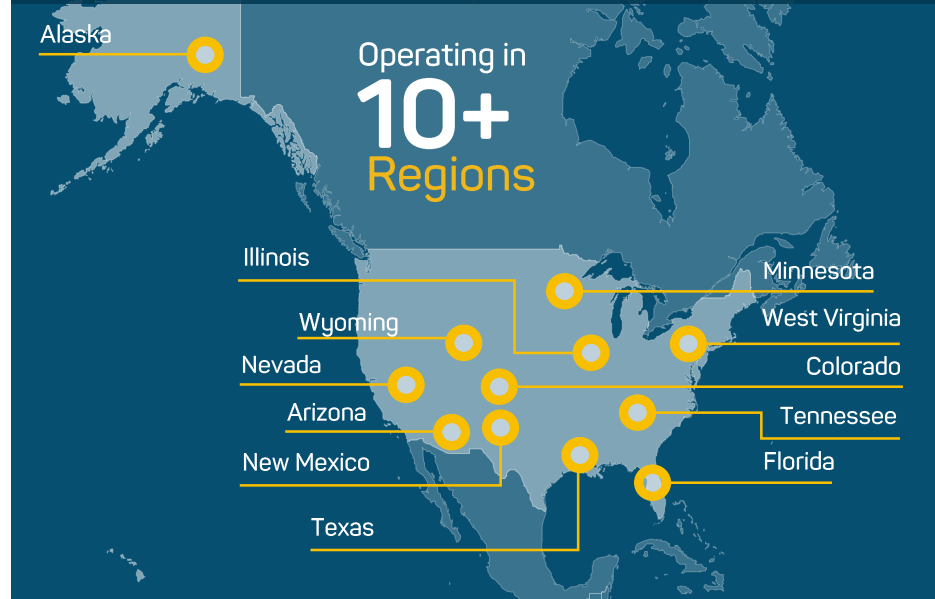 Alaska
Operating in
10+
Regions
Illinois
Minnesota
Wyoming
West Virginia
Nevada
Colorado
Arizona
Tennessee
New Mexico
Florida
Texas